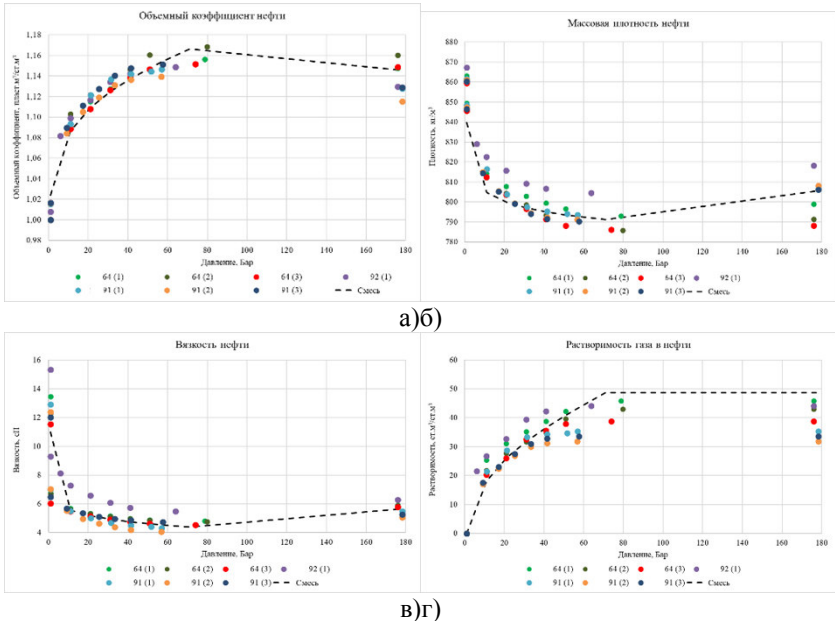 Объемный коэффициент нефти
Объемный коэффициент, пласт.м³/ст.м³
1,18
1,16
1,14
1,12
1,10
1,08
1,06
1,04
1,02
1,00
0,98
0 20 40 60 80 100 120 140 160 180
Давление, Бар
64 (1) 64 (2) 64 (3) 92 (1)
91 (1) 91 (2) 91 (3) Смесь
Массовая плотность нефти
Плотность, кг/м³
880
870
860
850
840
830
820
810
800
790
780
0 20 40 60 80 100 120 140 160 180
Давление, Бар
64 (1) 64 (2) 64 (3) 92 (1)
91 (1) 91 (2) 91 (3) Смесь
а)б)
Вязкость нефти
Вязкость, сП
16
14
12
10
8
6
4
0 20 40 60 80 100 120 140 160 180
Давление, Бар
64 (1) 64 (2) 64 (3) 92 (1)
91 (1) 91 (2) 91 (3) Смесь
Растворимость газа в нефти
Растворимость, ст.м³/ст.м³
60
50
40
30
20
10
0
0 20 40 60 80 100 120 140 160 180
Давление, Бар
64 (1) 64 (2) 64 (3) 92 (1)
91 (1) 91 (2) 91 (3) Смесь
в)г)